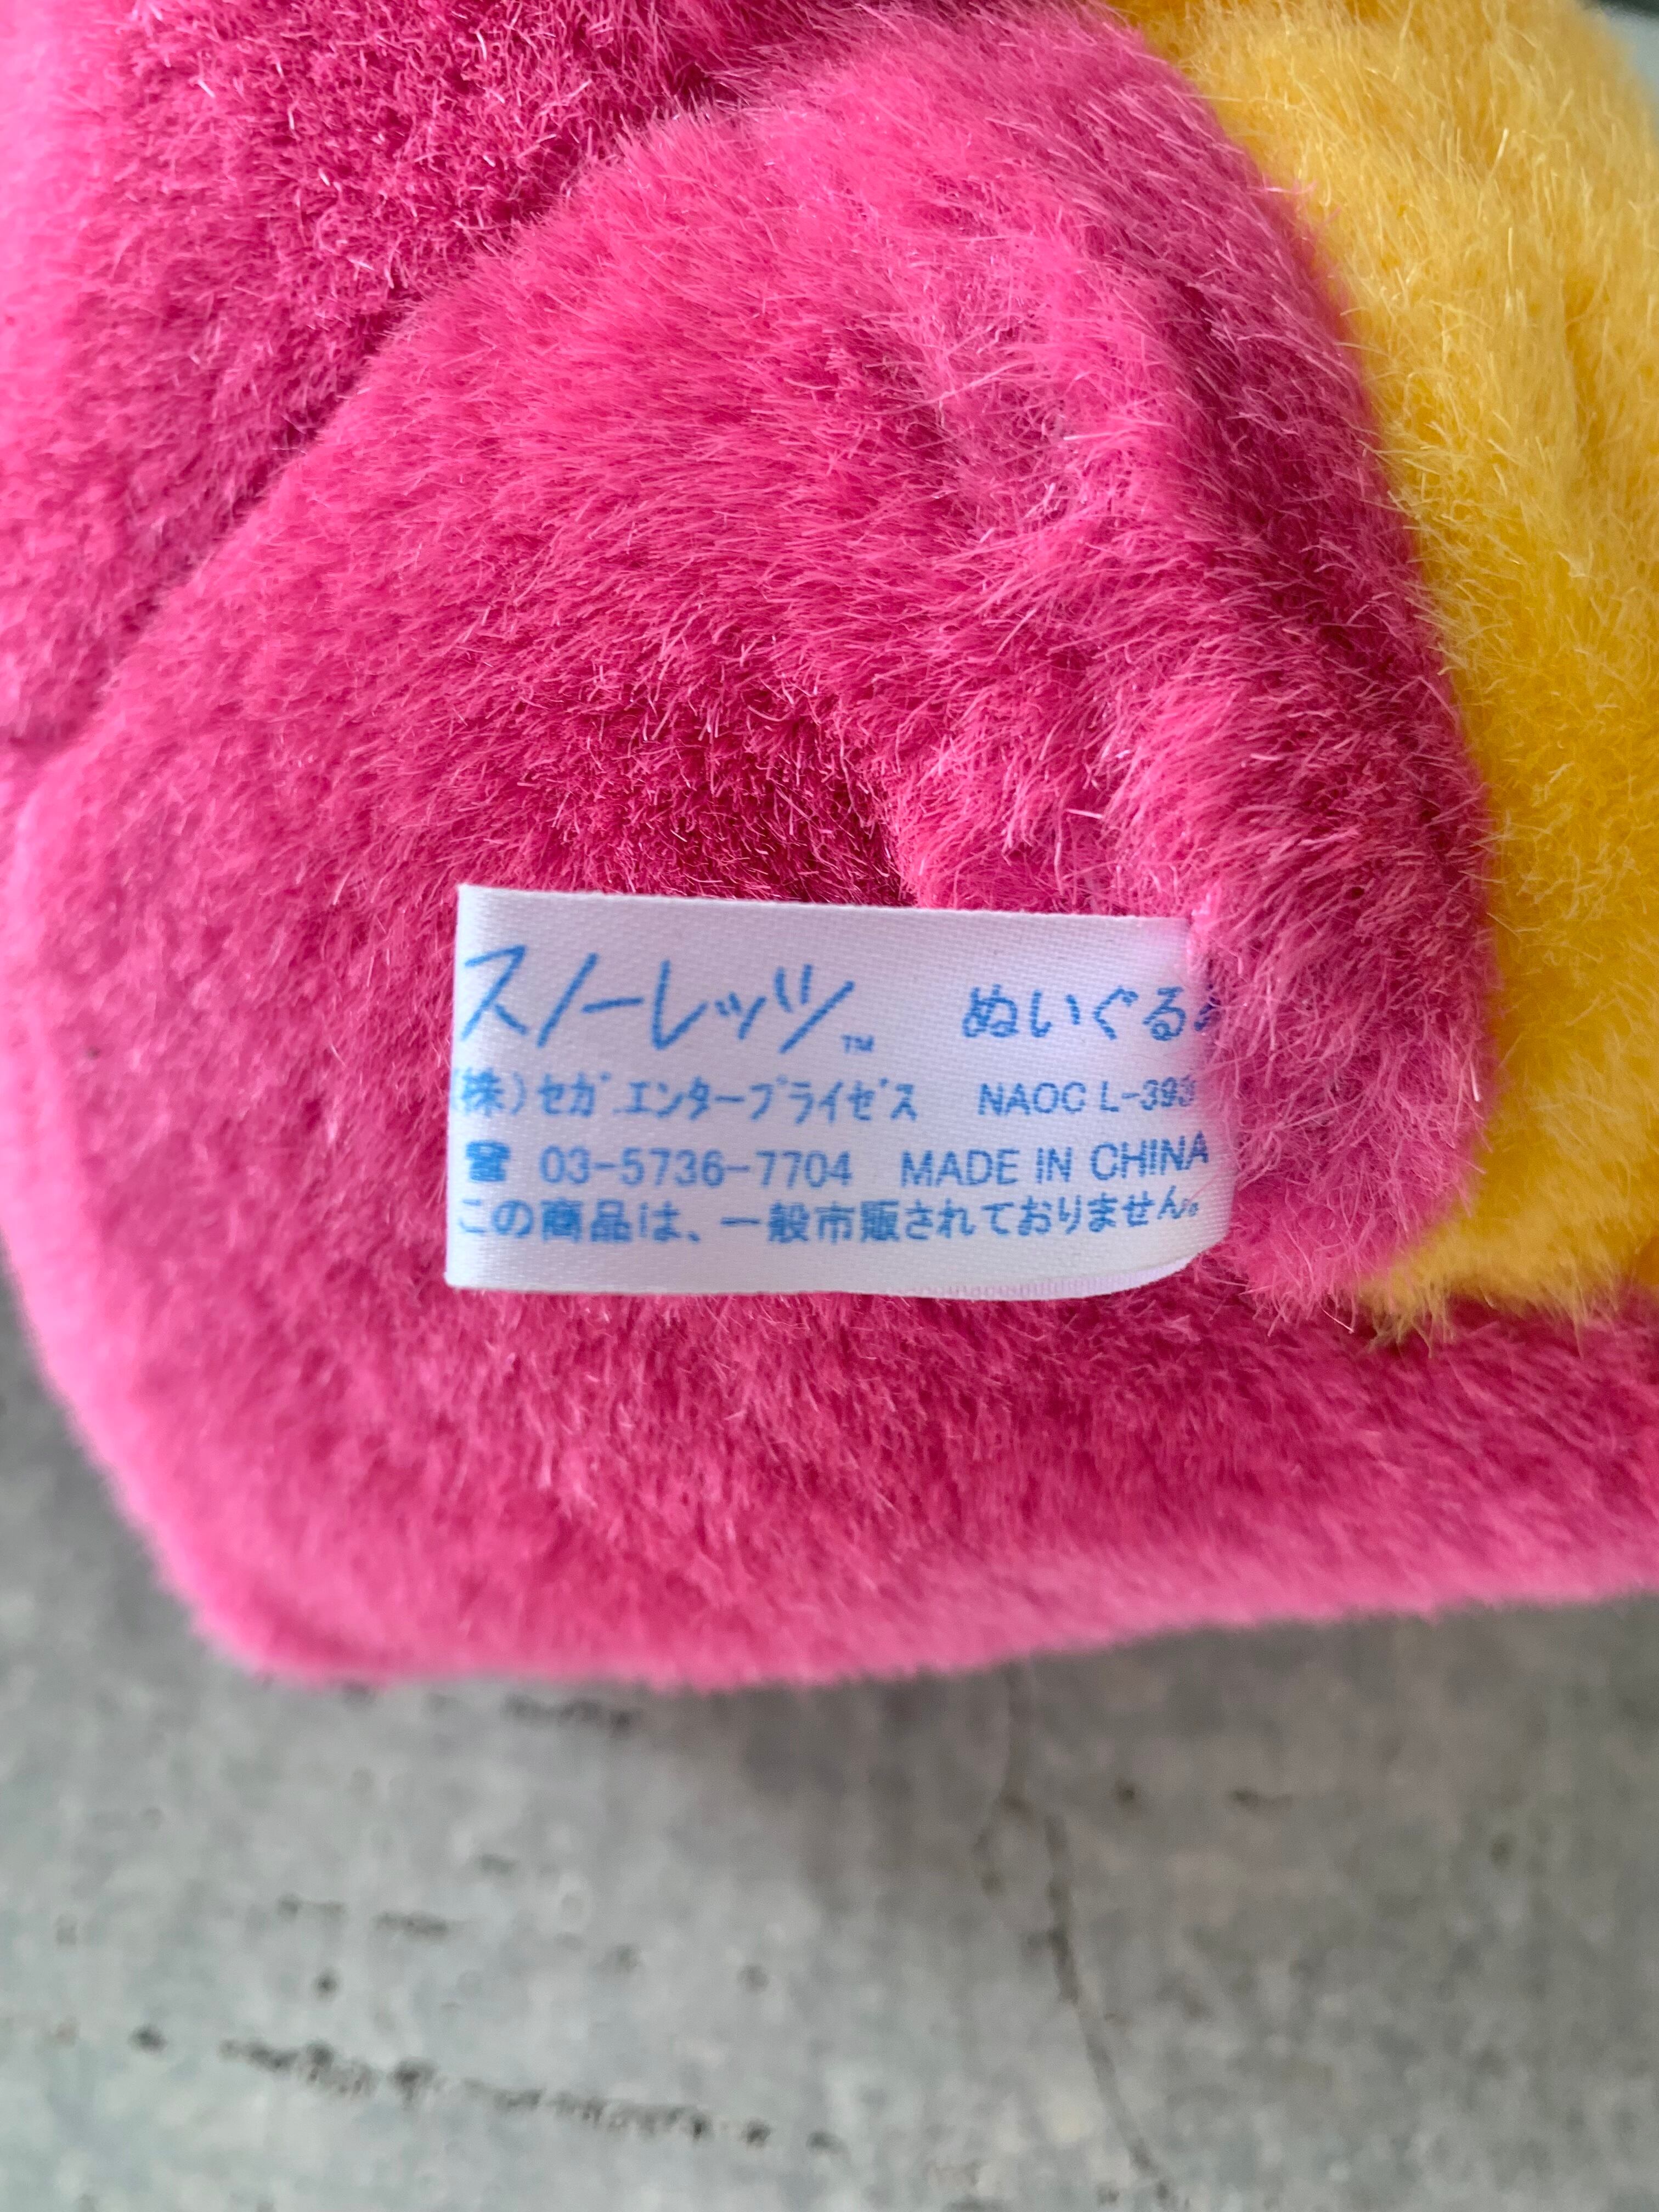 スノーレッツ™ ぬいぐるみ
(株)セガ エンタープライゼス NAOC L-393
☎ 03-5736-7704 MADE IN CHINA
この商品は、一般市販されておりません。